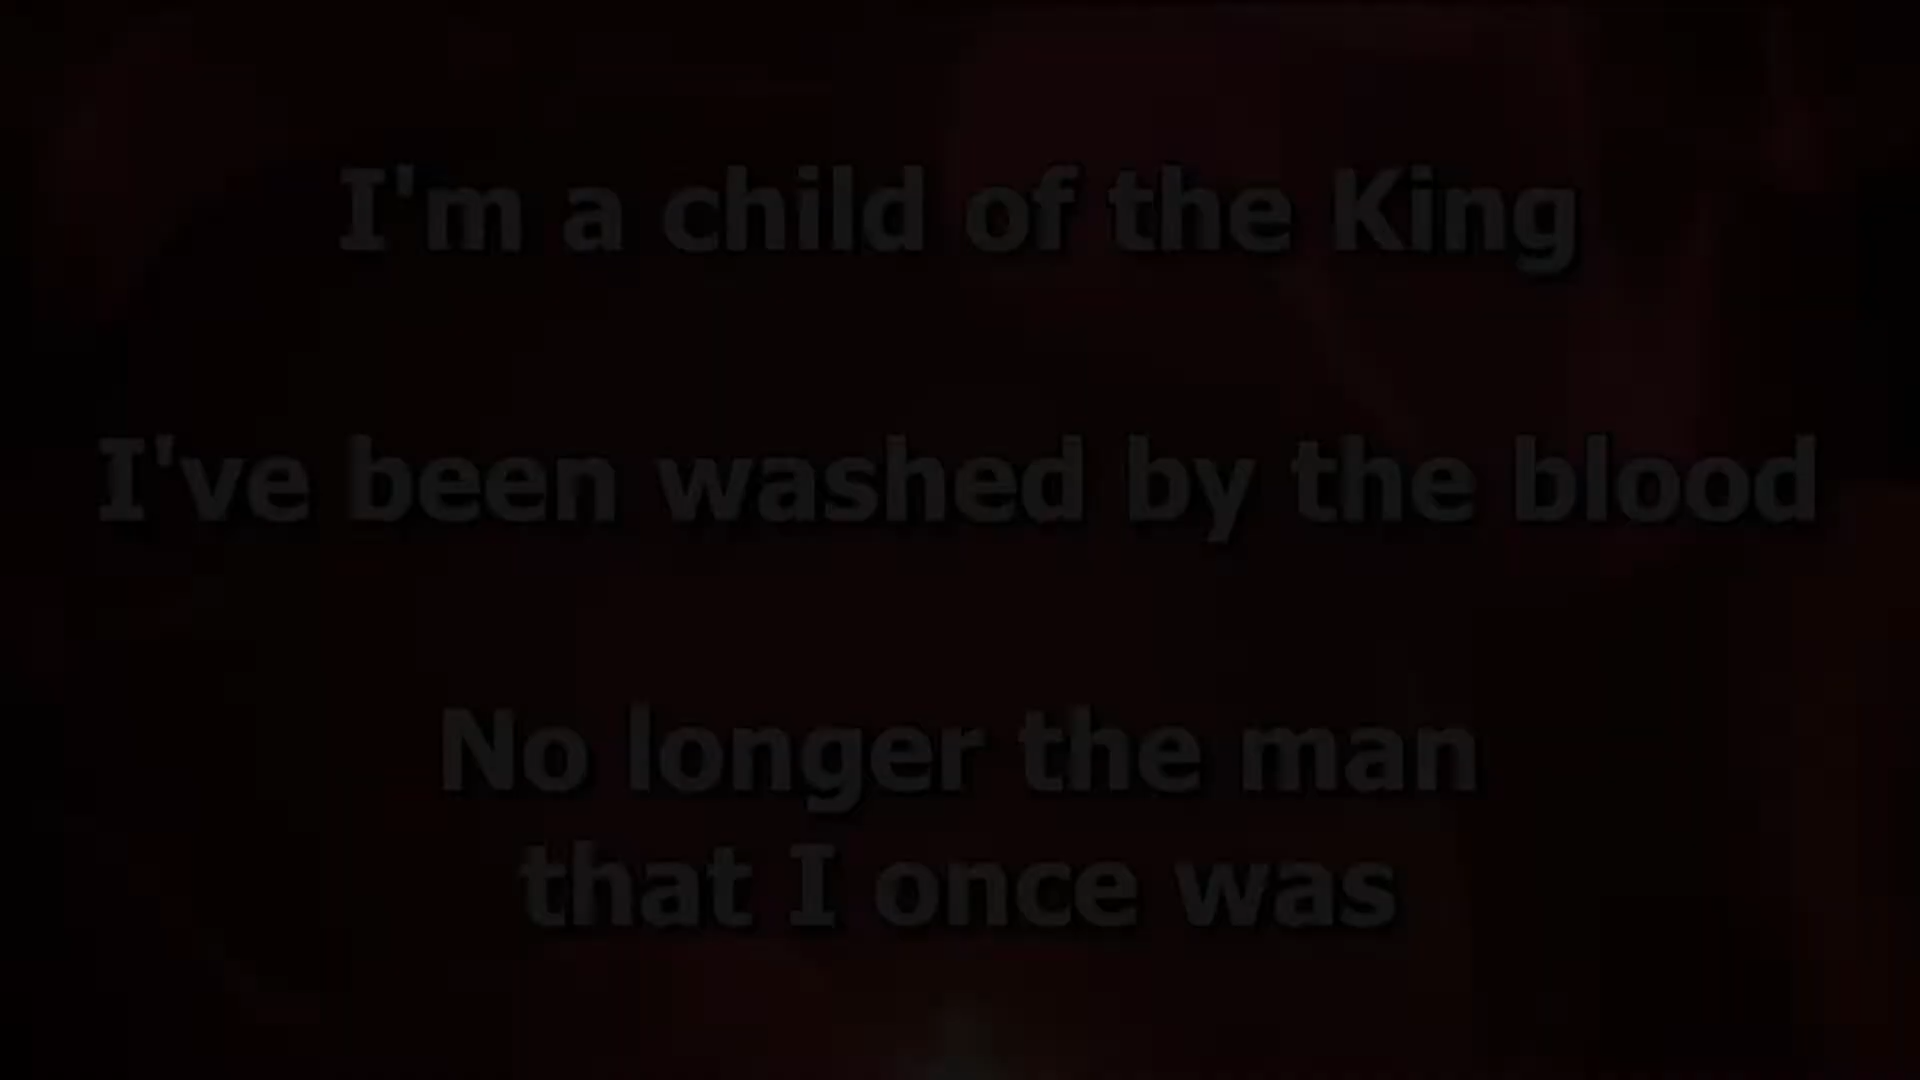 I'm a child of the King
I've been washed by the blood
No longer the man
that I once was